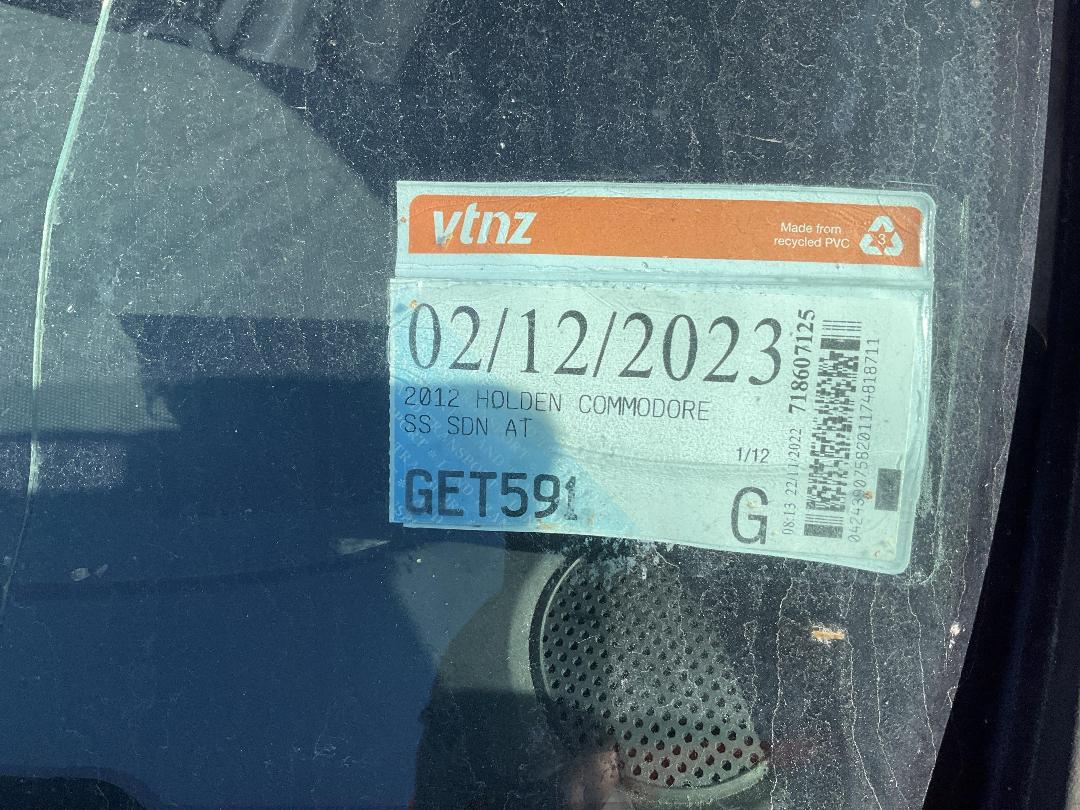 vtnz
Made from
recycled PVC
3
02/12/2023
2012 HOLDEN COMMODORE
SS SDN AT
1/12
GET591
G
08:13 22/11/2022 718607125